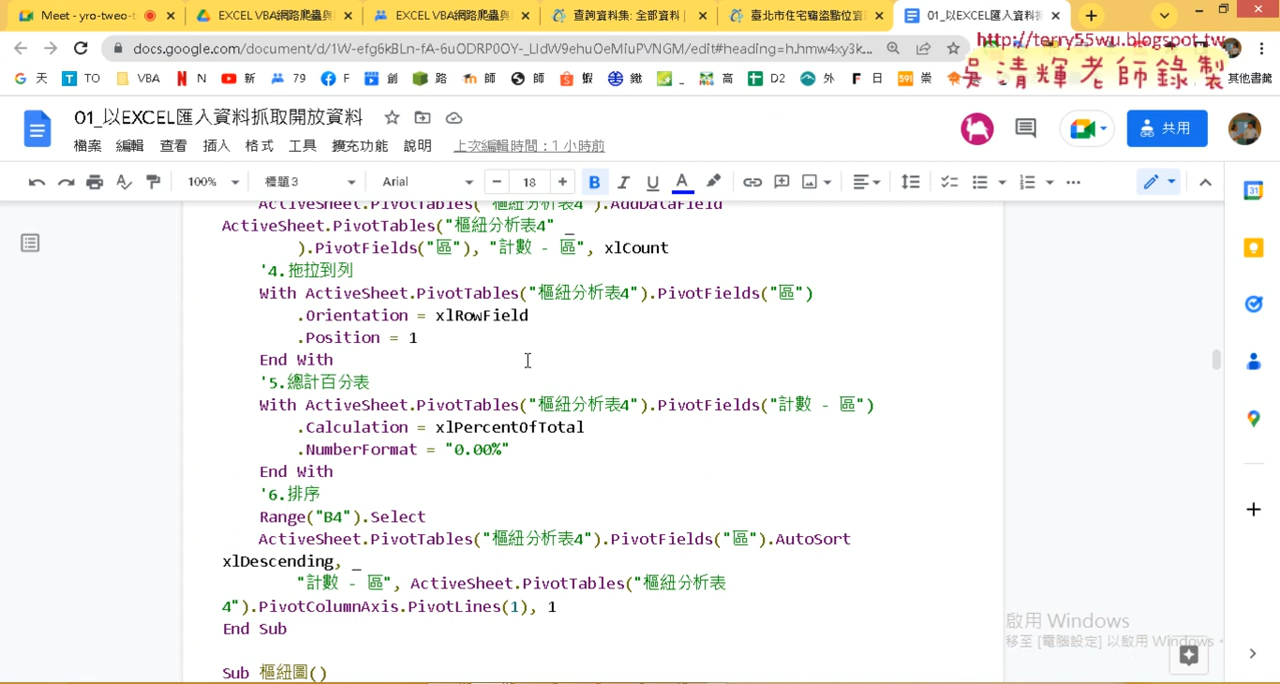 Meet - yro-tweo-t
EXCEL VBA網路爬蟲與
EXCEL VBA網路爬蟲與
查詢資料集: 全部資料
臺北市住宅竊盜點位資
01_以EXCEL匯入資料抓
docs.google.com/document/d/1W-efg6kBLn-fA-6uODRP0OY-_LIdW9ehuOeMiuPVNGM/edit#heading=h.hmw4xy3k...
http://terry55wu.blogspot.tw
吳清輝老師錄製
天 TO VBA N 新 79 F 創 路 師 師 蝦 鐵 _ 高 D2 外 日 崇 其他書籤
01_以EXCEL匯入資料抓取開放資料
共用
檔案 編輯 查看 插入 格式 工具 擴充功能 說明 上次編輯時間：1 小時前
100% 標題 3 Arial 18
ActiveSheet.PivotTables("樞紐分析表4").AddDataField
ActiveSheet.PivotTables("樞紐分析表4" _
).PivotFields("區"), "計數 - 區", xlCount
'4.拖拉到列
With ActiveSheet.PivotTables("樞紐分析表4").PivotFields("區")
.Orientation = xlRowField
.Position = 1
End With
'5.總計百分表
With ActiveSheet.PivotTables("樞紐分析表4").PivotFields("計數 - 區")
.Calculation = xlPercentOfTotal
.NumberFormat = "0.00%"
End With
'6.排序
Range("B4").Select
ActiveSheet.PivotTables("樞紐分析表4").PivotFields("區").AutoSort
xlDescending, _
"計數 - 區", ActiveSheet.PivotTables("樞紐分析表
4").PivotColumnAxis.PivotLines(1), 1
End Sub
Sub 樞紐圖()
啟用 Windows
移至 [電腦設定] 以啟用 Windows。